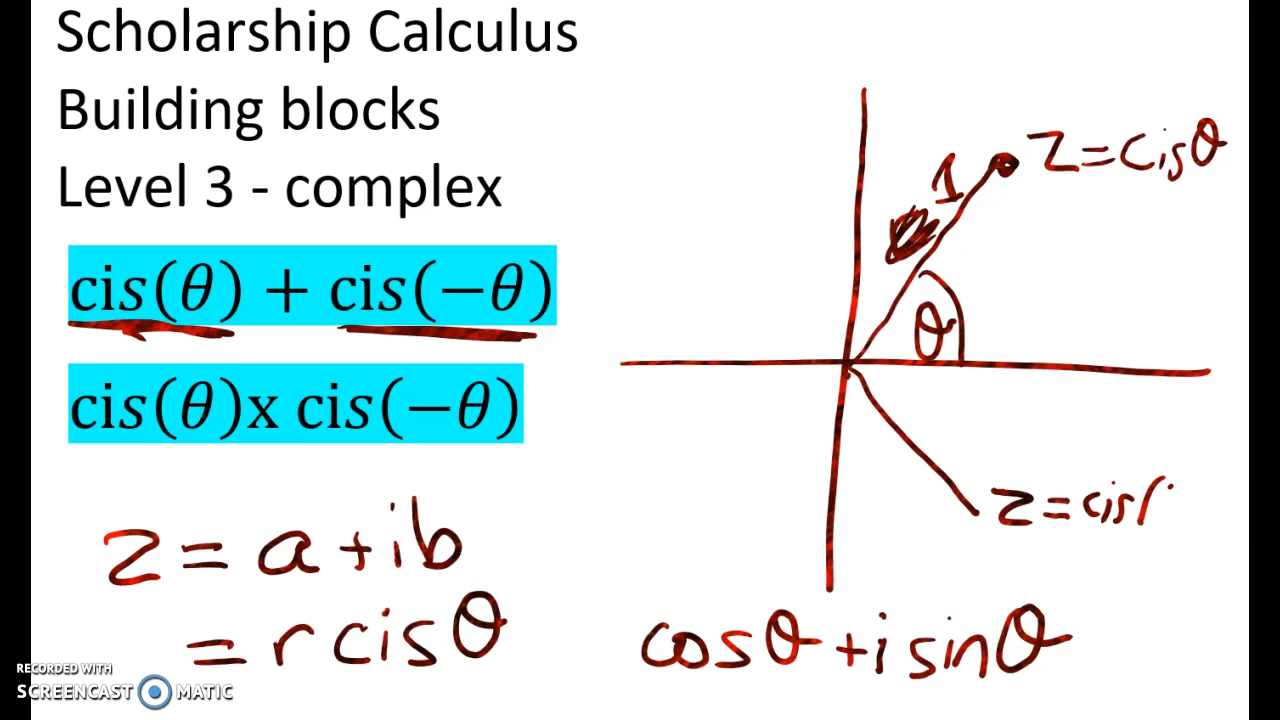 Scholarship Calculus
Building blocks
Level 3 - complex
cis(θ) + cis(−θ)
cis(θ)x cis(−θ)
z = a + ib
= r cis θ
1
z = cis θ
θ
z = cis(
cos θ + i sin θ
RECORDED WITH
SCREENCAST MATIC